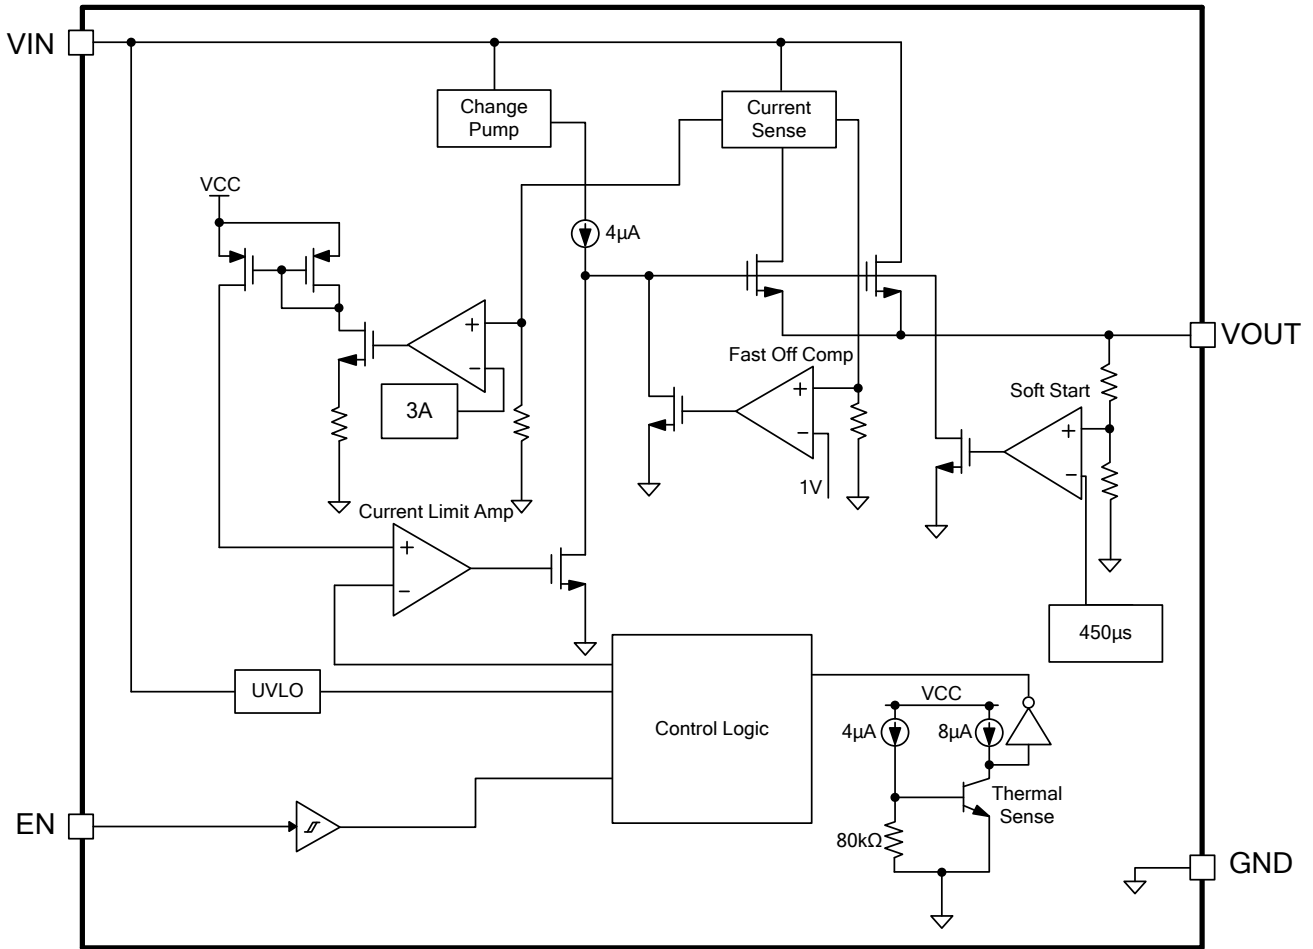 VIN
Change
Pump
Current
Sense
VCC
4µA
+
−
3A
VOUT
Fast Off Comp
+
−
1V
Soft Start
+
−
Current Limit Amp
+
−
450µs
UVLO
Control Logic
VCC
4µA
8µA
Thermal
Sense
80kΩ
EN
GND